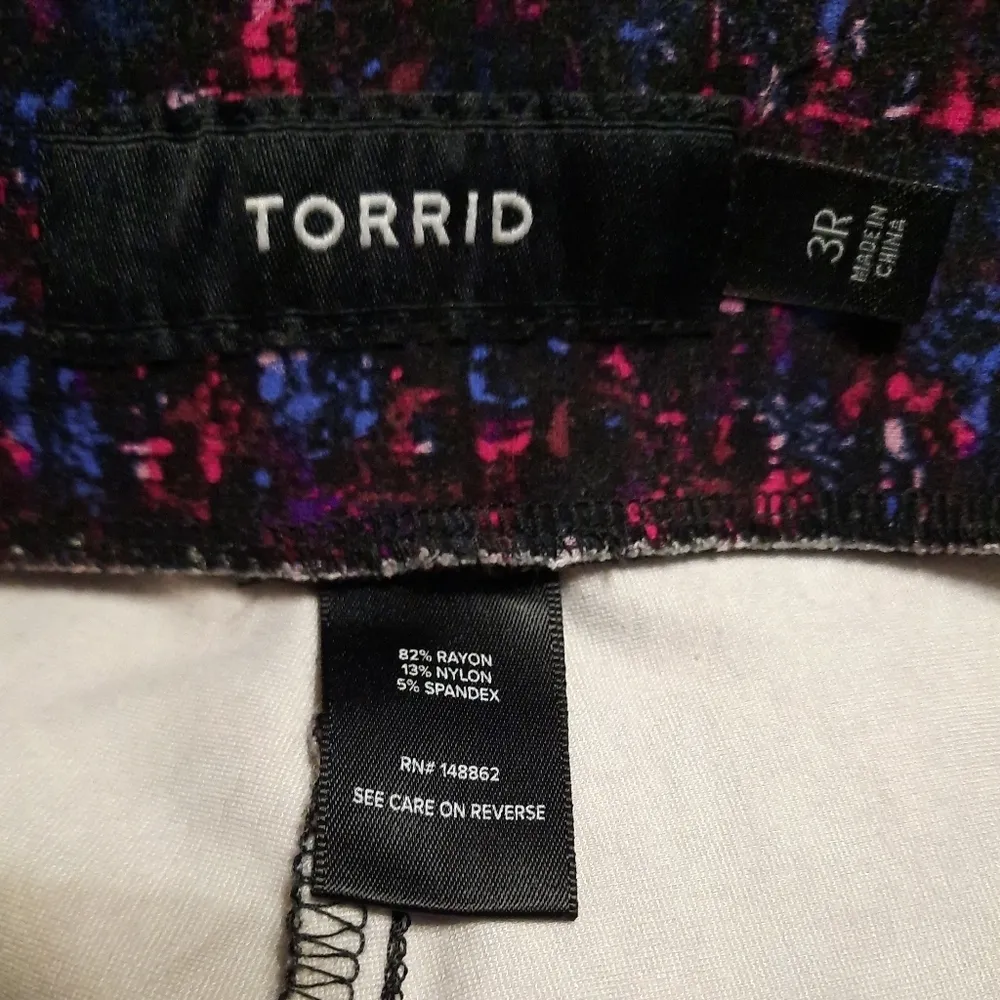 TORRID
3R
MADE IN
CHINA
82% RAYON
13% NYLON
5% SPANDEX
RN# 148862
SEE CARE ON REVERSE